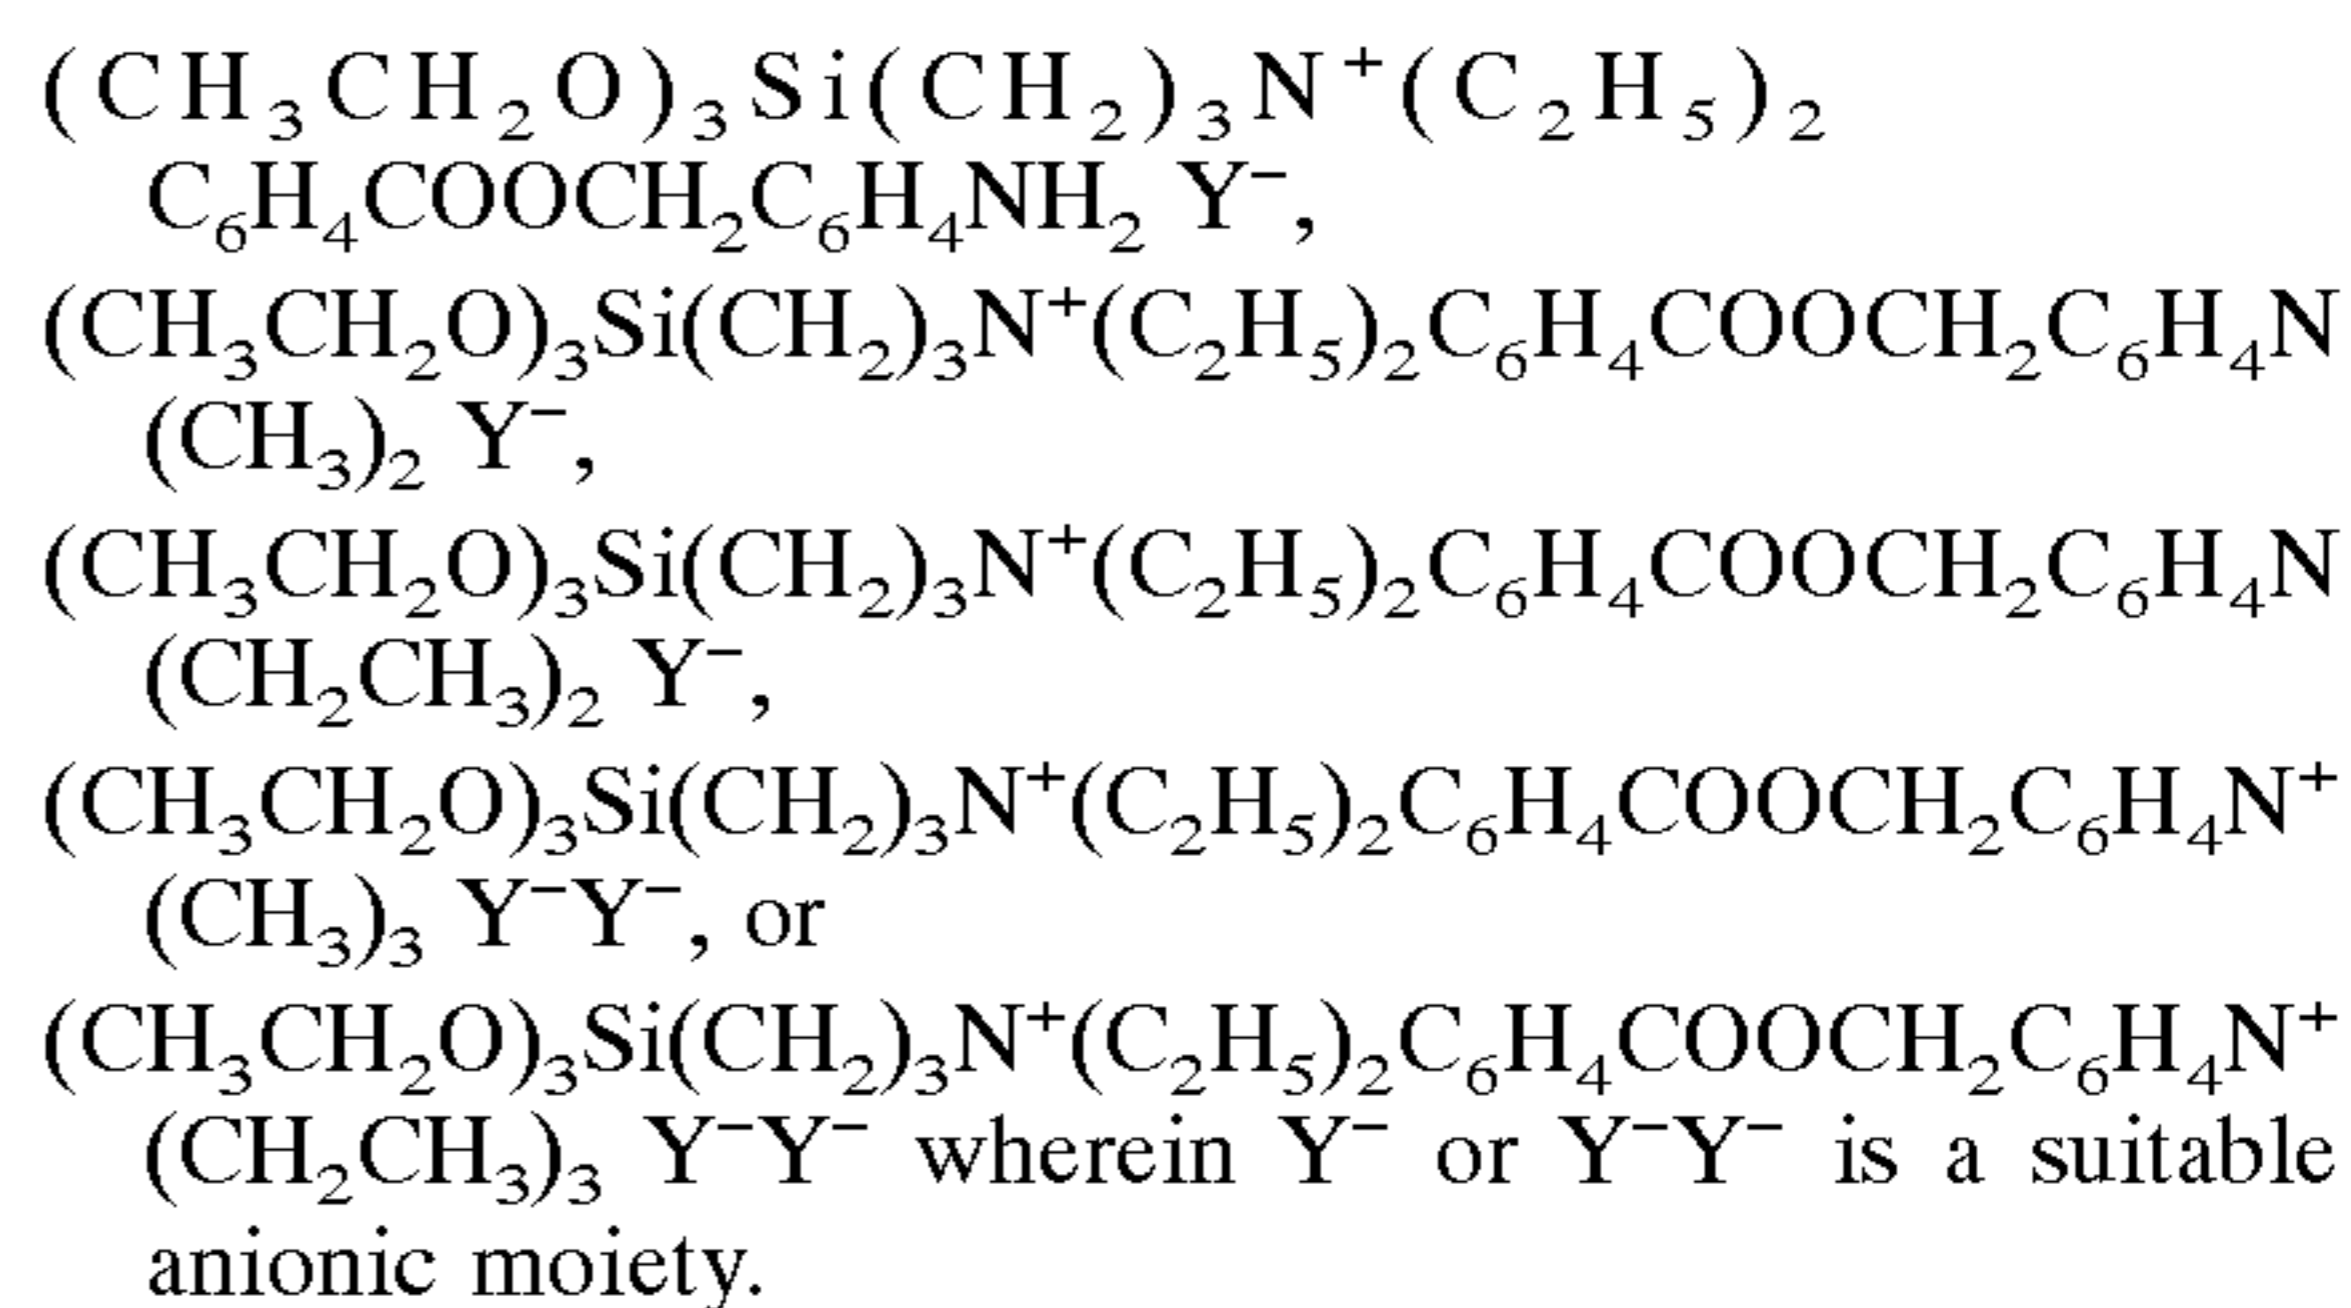 (CH₃CH₂O)₃Si(CH₂)₃N⁺(C₂H₅)₂
C₆H₄COOCH₂C₆H₄NH₂ Y⁻,
(CH₃CH₂O)₃Si(CH₂)₃N⁺(C₂H₅)₂C₆H₄COOCH₂C₆H₄N
(CH₃)₂ Y⁻,
(CH₃CH₂O)₃Si(CH₂)₃N⁺(C₂H₅)₂C₆H₄COOCH₂C₆H₄N
(CH₂CH₃)₂ Y⁻,
(CH₃CH₂O)₃Si(CH₂)₃N⁺(C₂H₅)₂C₆H₄COOCH₂C₆H₄N⁺
(CH₃)₃ Y⁻Y⁻, or
(CH₃CH₂O)₃Si(CH₂)₃N⁺(C₂H₅)₂C₆H₄COOCH₂C₆H₄N⁺
(CH₂CH₃)₃ Y⁻Y⁻ wherein Y⁻ or Y⁻Y⁻ is a suitable
anionic moiety.